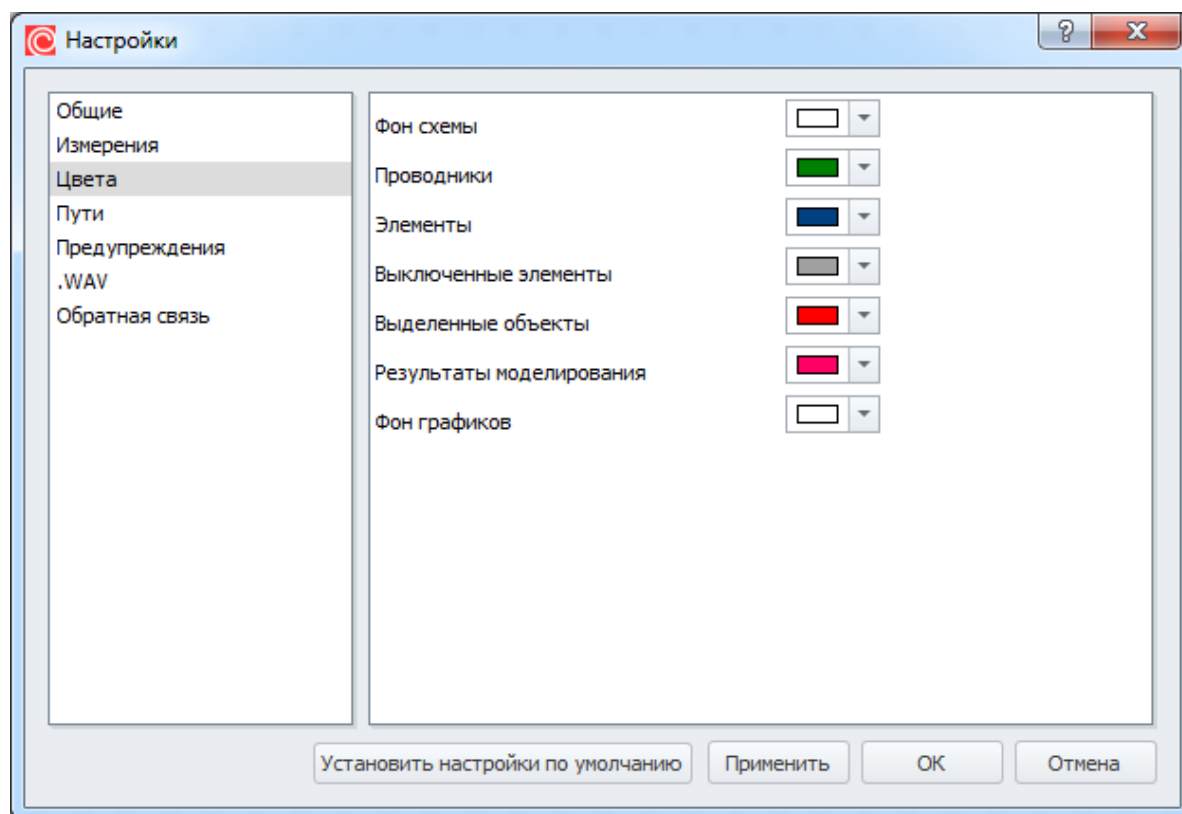 Настройки
Общие
Измерения
Цвета
Пути
Предупреждения
.WAV
Обратная связь
Фон схемы
Проводники
Элементы
Выключенные элементы
Выделенные объекты
Результаты моделирования
Фон графиков
Установить настройки по умолчанию
Применить
ОК
Отмена